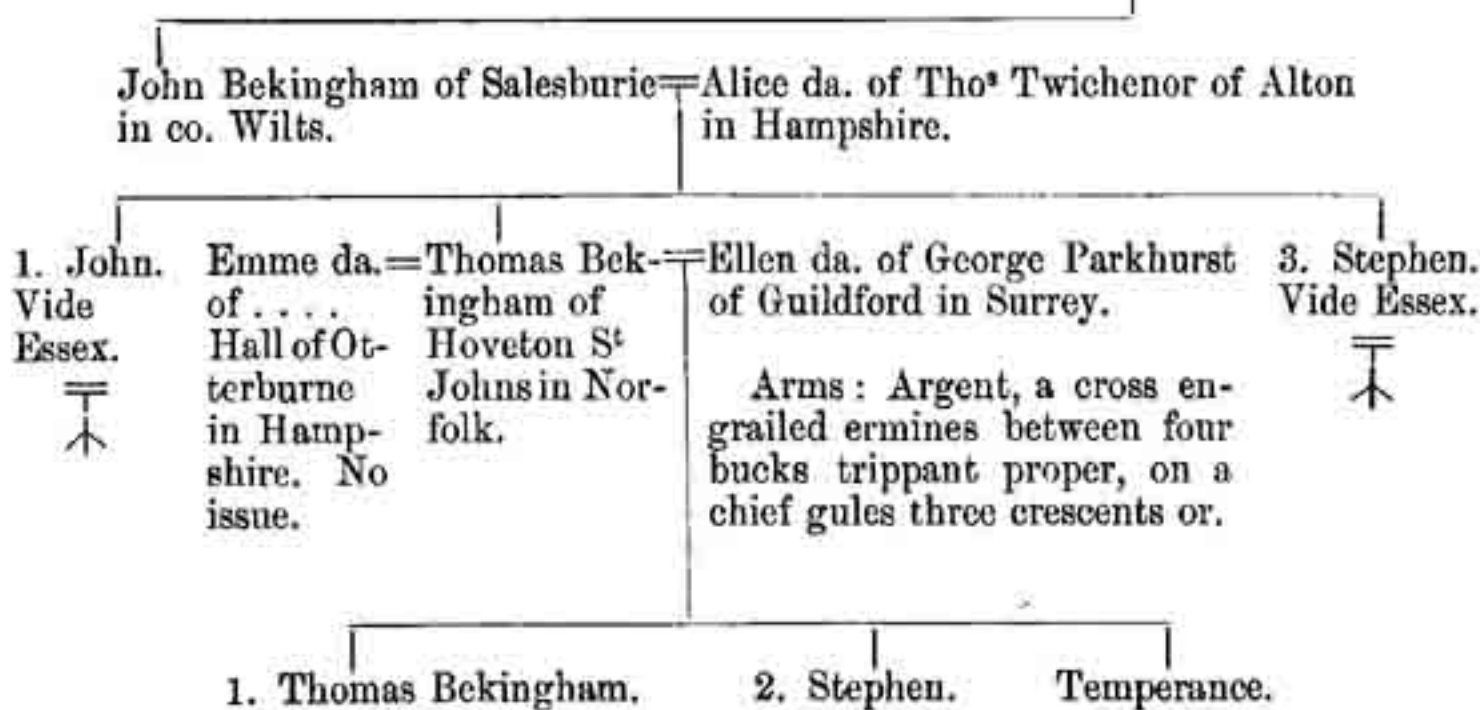 John Bekingham of Salesburie=Alice da. of Thoˢ Twichenor of Alton
in co. Wilts.
in Hampshire.
1. John.
Vide
Essex.
Emme da.=
of . . . .
Hall of Ot-
terburne
in Hamp-
shire. No
issue.
Thomas Bek-=
ingham of
Hoveton Sᵗ
Johns in Nor-
folk.
Ellen da. of George Parkhurst
of Guildford in Surrey.
Arms: Argent, a cross en-
grailed ermines between four
bucks trippant proper, on a
chief gules three crescents or.
3. Stephen.
Vide Essex.
1. Thomas Bekingham.
2. Stephen.
Temperance.